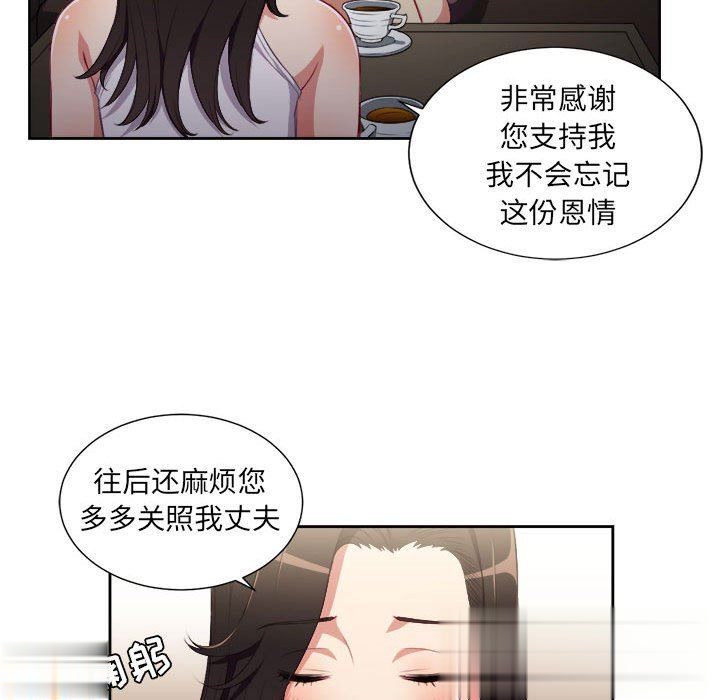 非常感谢
您支持我
我不会忘记
这份恩情
往后还麻烦您
多多关照我丈夫
躬